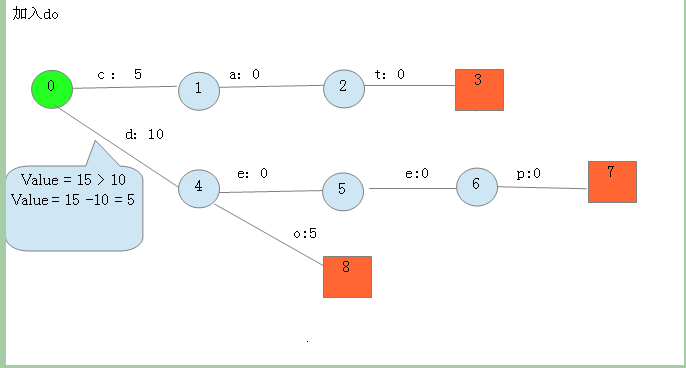 加入do
c： 5
a：0
t：0
0
1
2
3
d：10
Value = 15 > 10
Value = 15 -10 = 5
e：0
e:0
p:0
4
5
6
7
o:5
8